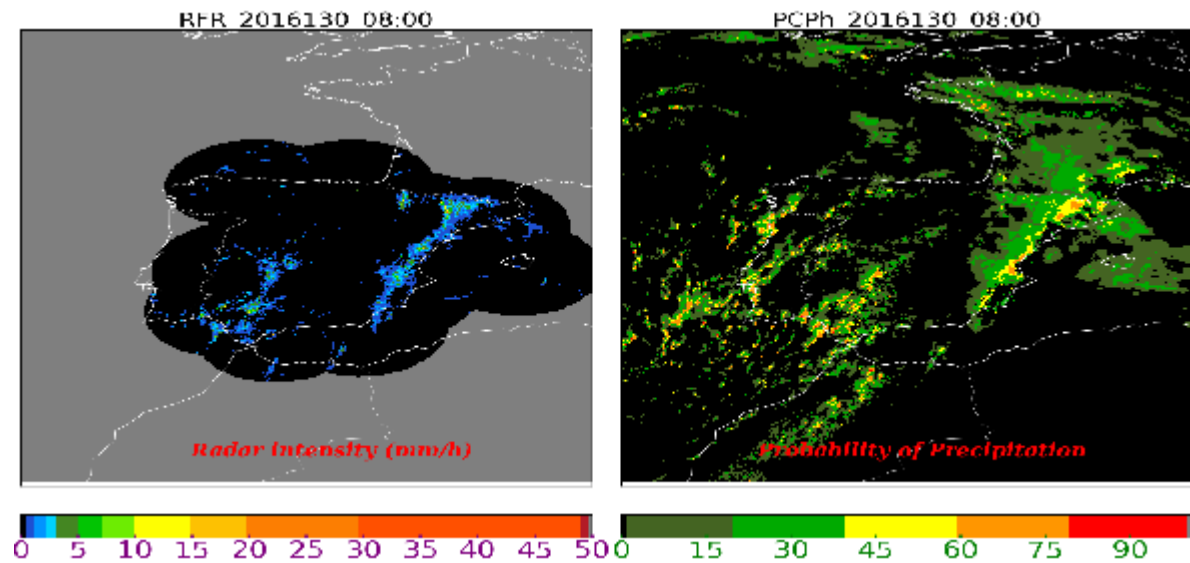 RFR 2016130 08:00
PCPh 2016130 08:00
Radar intensity (mm/h)
Probability of Precipitation
0 5 10 15 20 25 30 35 40 45 50
0 15 30 45 60 75 90